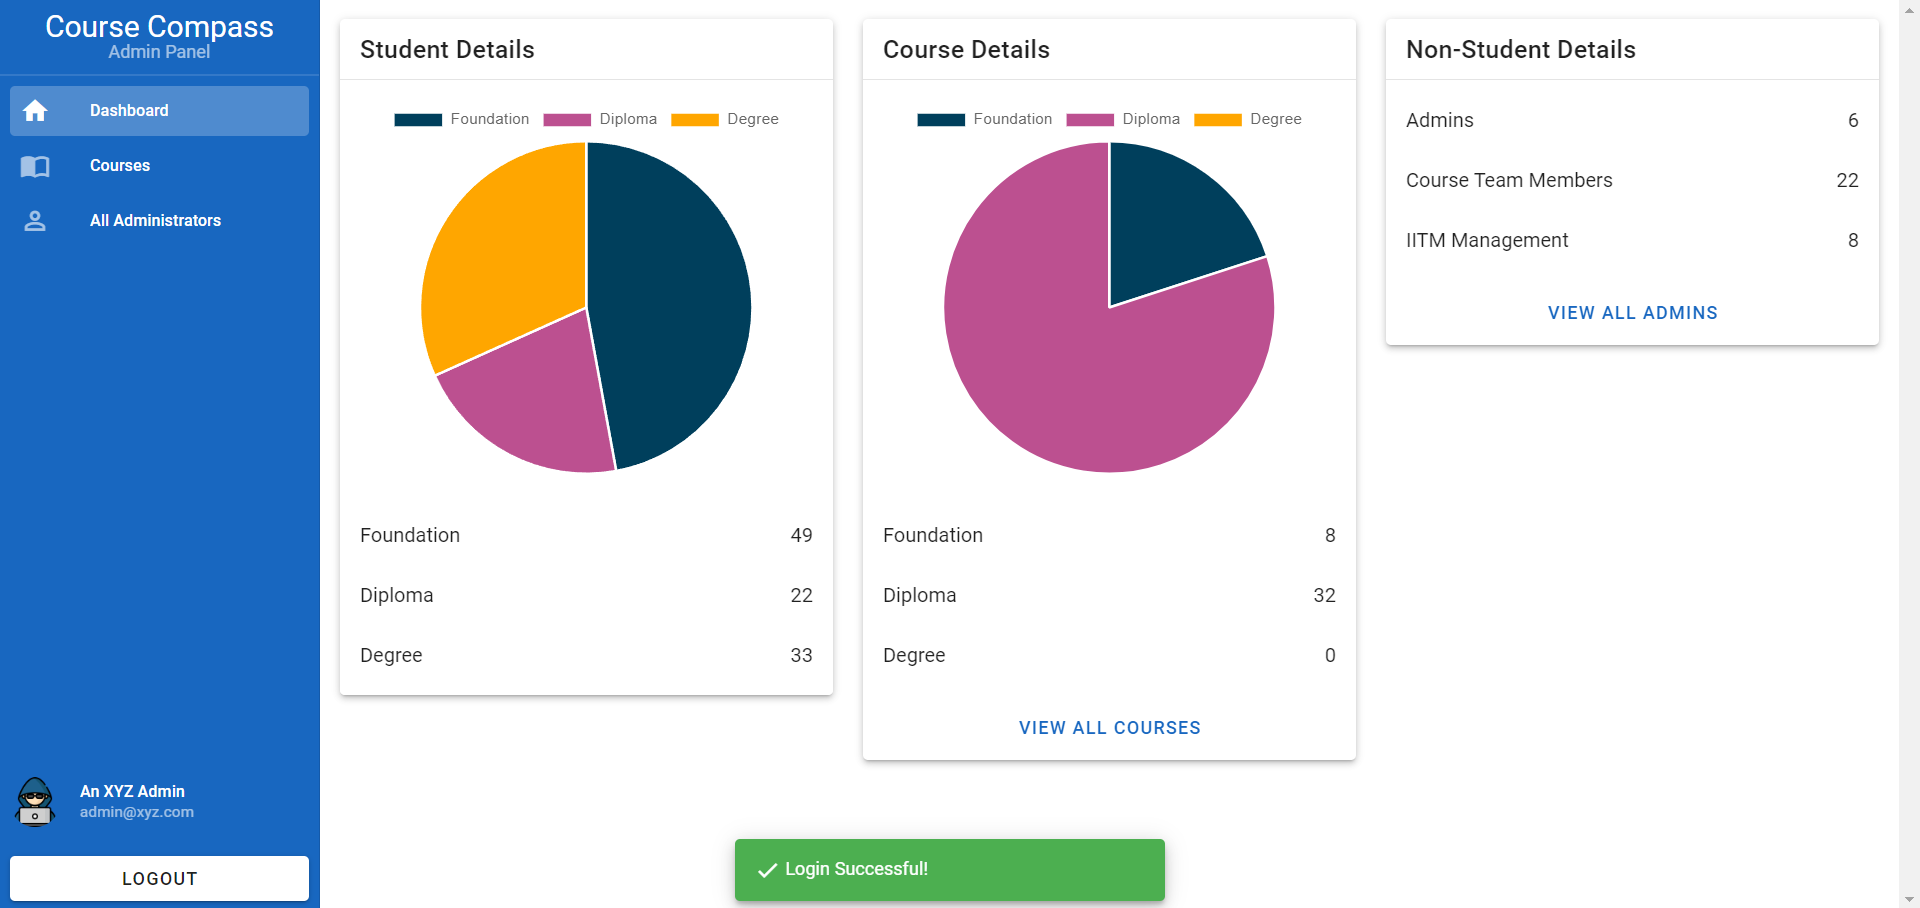 Course Compass
Admin Panel
Dashboard
Courses
All Administrators
An XYZ Admin
admin@xyz.com
LOGOUT
Student Details
Foundation Diploma Degree
Foundation 49
Diploma 22
Degree 33
Course Details
Foundation Diploma Degree
Foundation 8
Diploma 32
Degree 0
VIEW ALL COURSES
Non-Student Details
Admins 6
Course Team Members 22
IITM Management 8
VIEW ALL ADMINS
Login Successful!